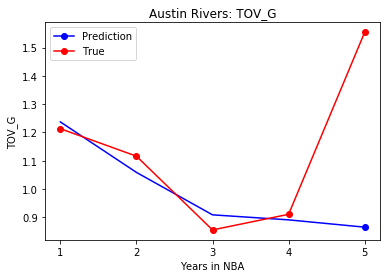 Austin Rivers: TOV_G
Prediction
True
1.5
1.4
1.3
1.2
1.1
1.0
0.9
TOV_G
1 2 3 4 5
Years in NBA